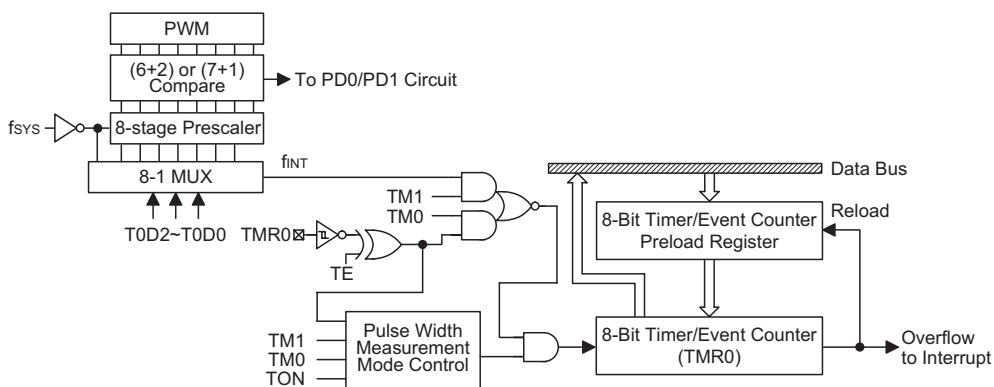 PWM
(6+2) or (7+1)
Compare
To PD0/PD1 Circuit
fSYS
8-stage Prescaler
8-1 MUX
fINT
T0D2~T0D0
TM1
TM0
TMR0
TE
Data Bus
8-Bit Timer/Event Counter
Preload Register
Reload
TM1
TM0
TON
Pulse Width
Measurement
Mode Control
8-Bit Timer/Event Counter
(TMR0)
Overflow
to Interrupt